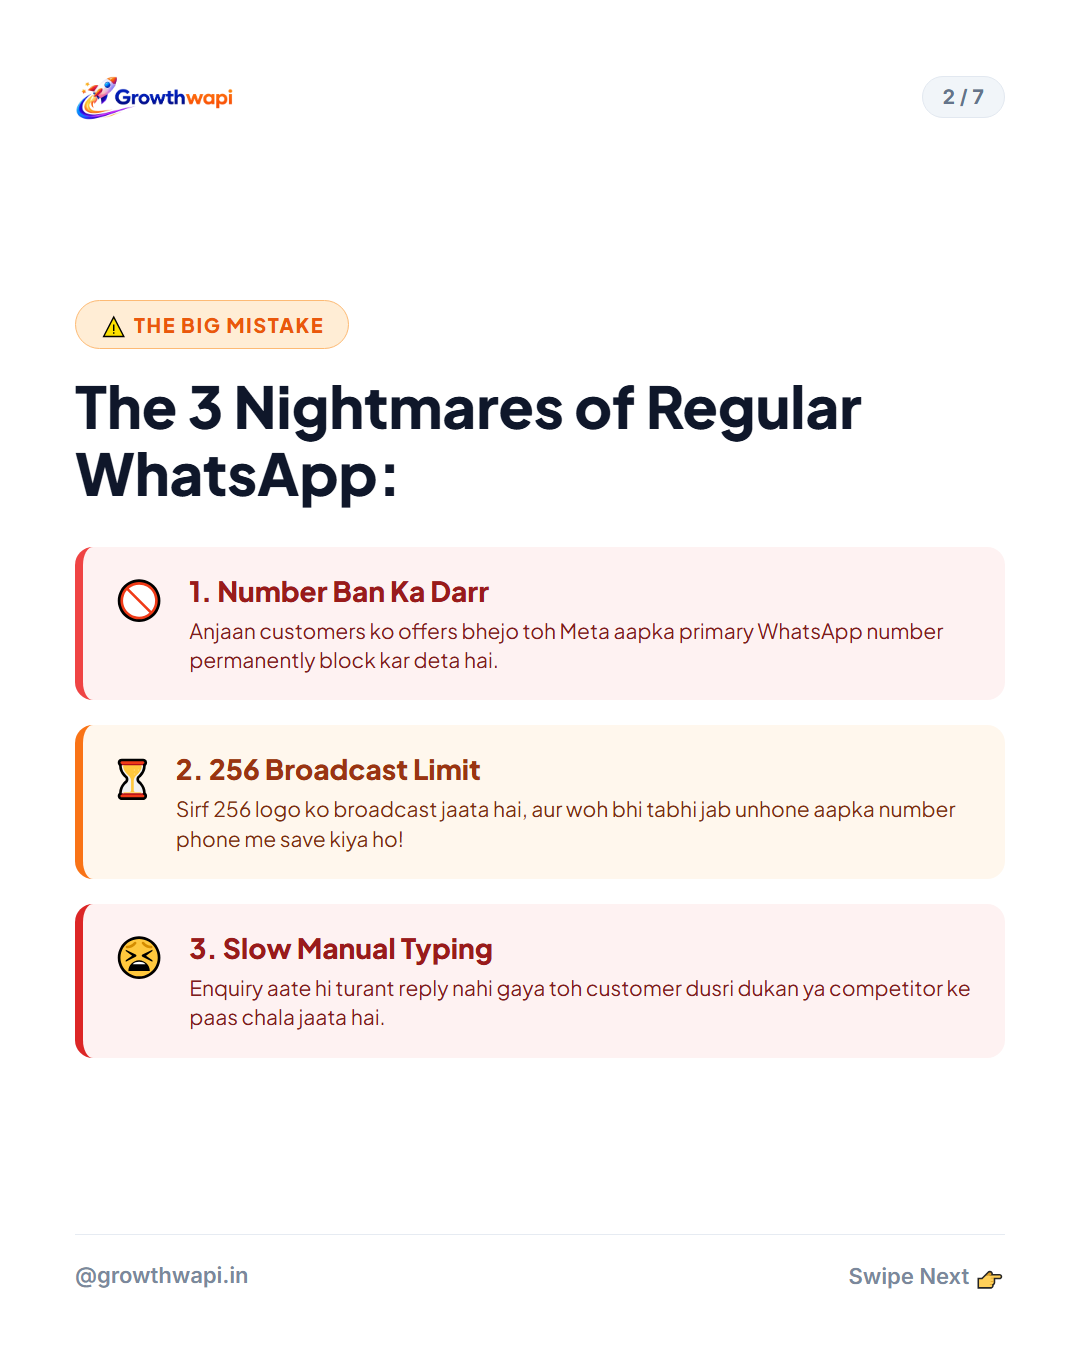 Growthwapi
2 / 7
THE BIG MISTAKE
The 3 Nightmares of Regular
WhatsApp:
1. Number Ban Ka Darr
Anjaan customers ko offers bhejo toh Meta aapka primary WhatsApp number
permanently block kar deta hai.
2. 256 Broadcast Limit
Sirf 256 logo ko broadcast jaata hai, aur woh bhi tabhi jab unhone aapka number
phone me save kiya ho!
3. Slow Manual Typing
Enquiry aate hi turant reply nahi gaya toh customer dusri dukan ya competitor ke
paas chala jaata hai.
@growthwapi.in
Swipe Next